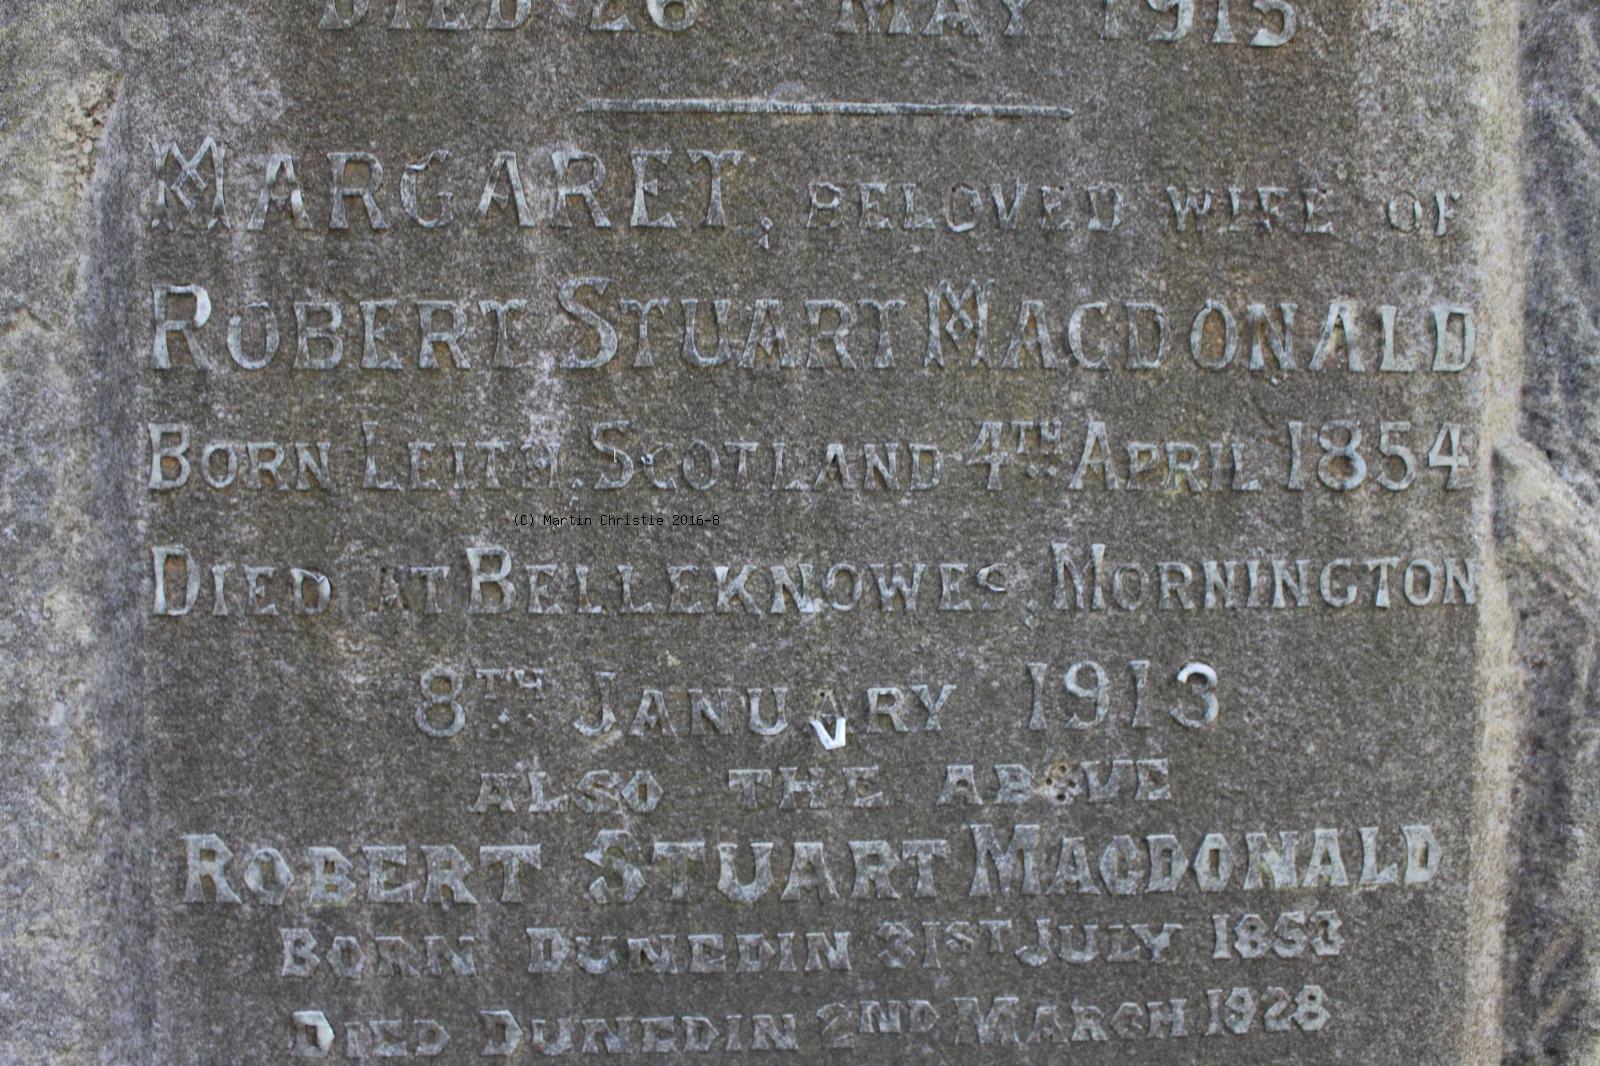 DIED 26 MAY 1915
MARGARET, BELOVED WIFE OF
ROBERT STUART MACDONALD
BORN LEITH, SCOTLAND 4TH APRIL 1854
(C) Martin Christie 2016-8
DIED AT BELLEKNOWES, MORNINGTON
8TH JANUARY 1913
ALSO THE ABOVE
ROBERT STUART MACDONALD
BORN DUNEDIN 31ST JULY 1853
DIED DUNEDIN 2ND MARCH 1928